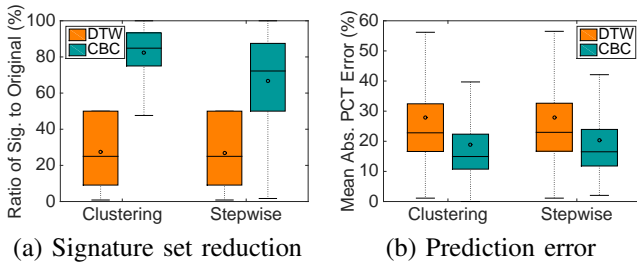 Ratio of Sig. to Original (%)
100
80
60
40
20
0
DTW
CBC
Clustering
Stepwise
(a) Signature set reduction
Mean Abs. PCT Error (%)
60
50
40
30
20
10
0
DTW
CBC
Clustering
Stepwise
(b) Prediction error